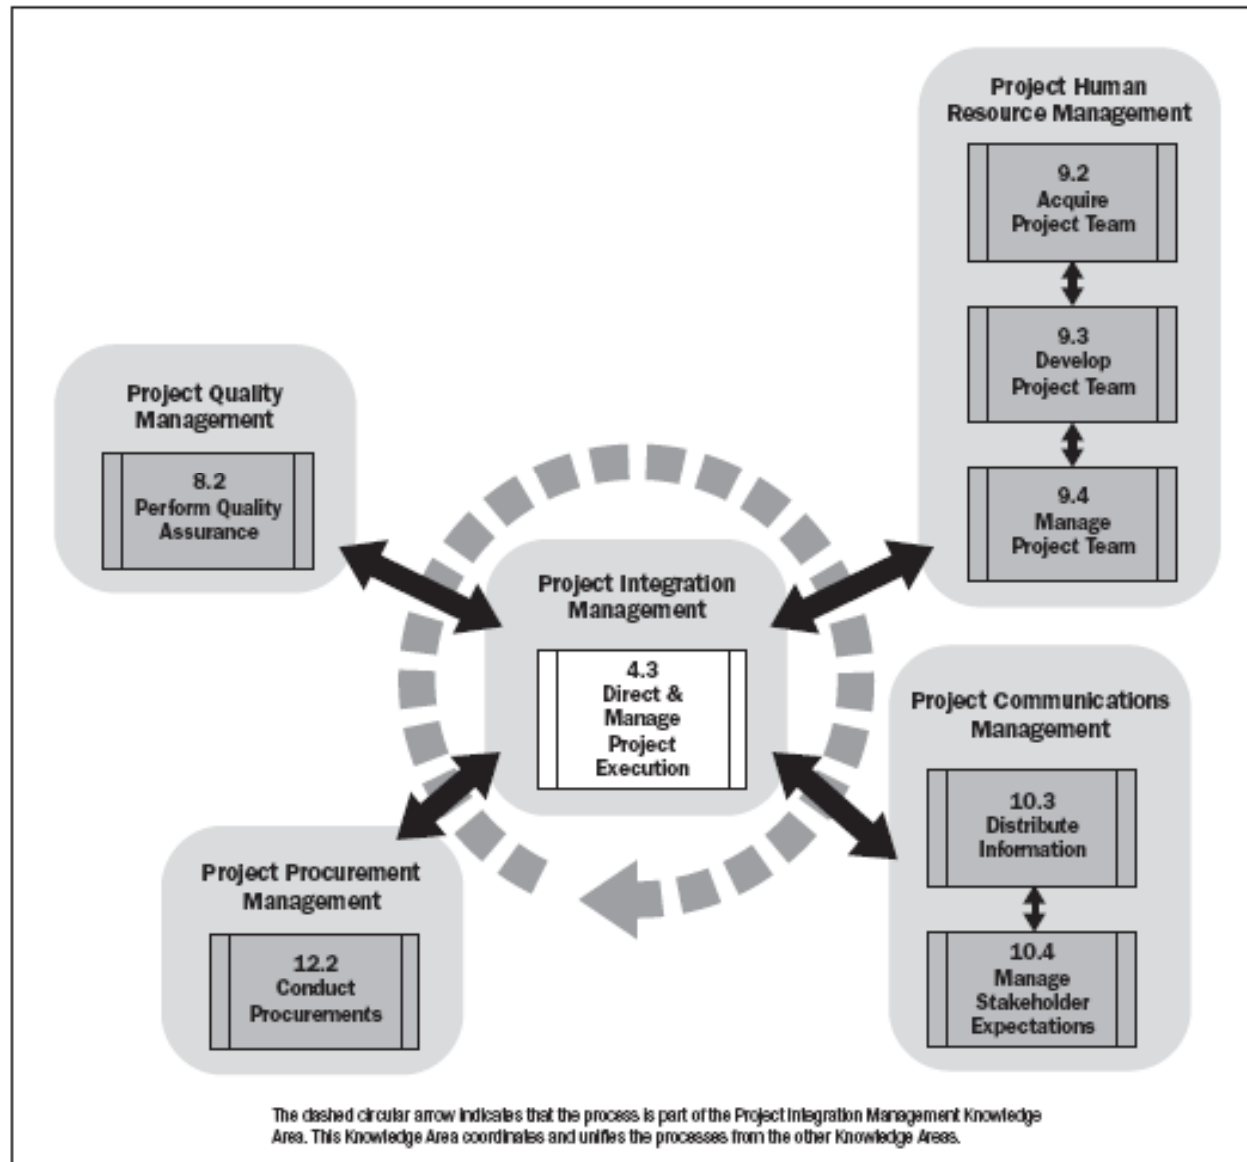 Project Human
Resource Management
9.2
Acquire
Project Team
9.3
Develop
Project Team
9.4
Manage
Project Team
Project Quality
Management
8.2
Perform Quality
Assurance
Project Integration
Management
4.3
Direct &
Manage
Project
Execution
Project Communications
Management
10.3
Distribute
Information
10.4
Manage
Stakeholder
Expectations
Project Procurement
Management
12.2
Conduct
Procurements
The dashed circular arrow indicates that the process is part of the Project Integration Management Knowledge
Area. This Knowledge Area coordinates and unifies the processes from the other Knowledge Areas.